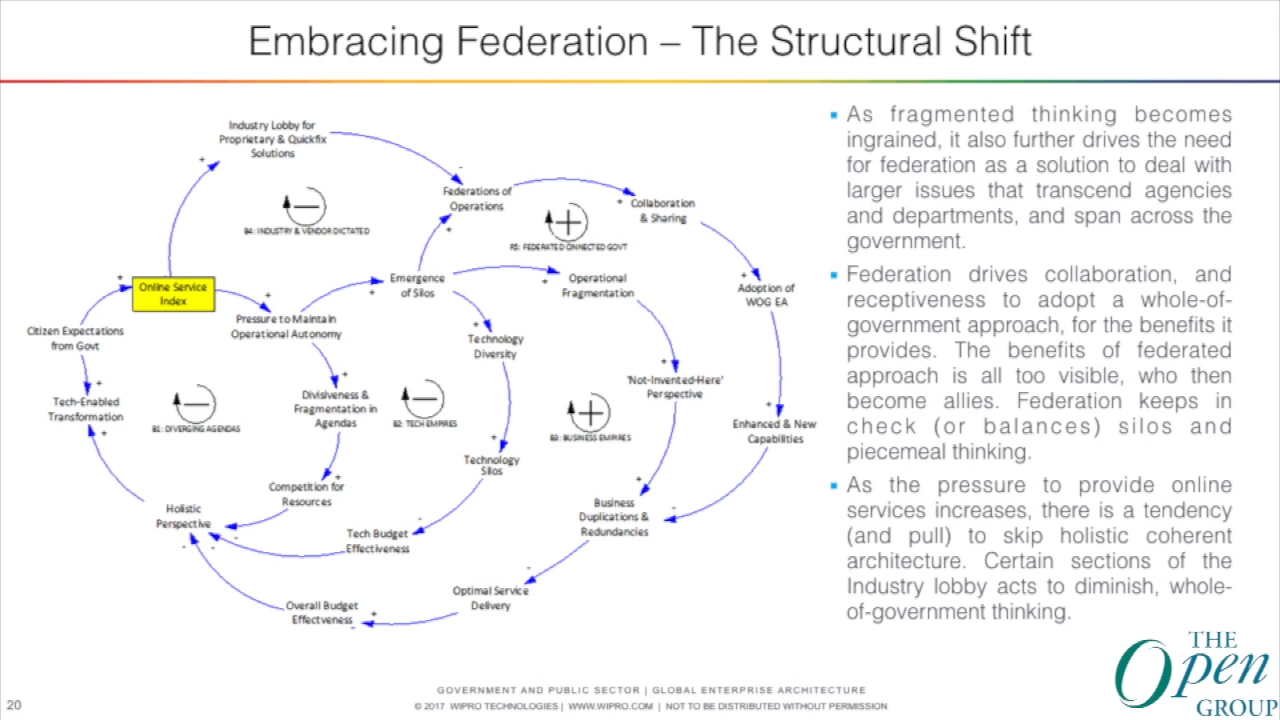 Embracing Federation – The Structural Shift
Industry Lobby for
Proprietary & Quickfix
Solutions
Federations of
Operations
Collaboration
& Sharing
B4: INDUSTRY & VENDOR DICTATED
R5: FEDERATED ONNECTED GOVT
Online Service
Index
Emergence
of Silos
Operational
Fragmentation
Adoption of
WOG EA
Pressure to Maintain
Operational Autonomy
Citizen Expectations
from Govt
Technology
Diversity
Tech-Enabled
Transformation
Divisiveness &
Fragmentation in
Agendas
'Not-Invented-Here'
Perspective
B1: DIVERGING AGENDAS
B2: TECH EMPIRES
B3: BUSINESS EMPIRES
Enhanced & New
Capabilities
Technology
Silos
Competition for
Resources
Holistic
Perspective
Business
Duplications &
Redundancies
Tech Budget
Effectiveness
Optimal Service
Delivery
Overall Budget
Effectveness
As fragmented thinking becomes
ingrained, it also further drives the need
for federation as a solution to deal with
larger issues that transcend agencies
and departments, and span across the
government.
Federation drives collaboration, and
receptiveness to adopt a whole-of-
government approach, for the benefits it
provides. The benefits of federated
approach is all too visible, who then
become allies. Federation keeps in
check (or balances) silos and
piecemeal thinking.
As the pressure to provide online
services increases, there is a tendency
(and pull) to skip holistic coherent
architecture. Certain sections of the
Industry lobby acts to diminish, whole-
of-government thinking.
THE
Open
GROUP
GOVERNMENT AND PUBLIC SECTOR | GLOBAL ENTERPRISE ARCHITECTURE
20
© 2017 WIPRO TECHNOLOGIES | WWW.WIPRO.COM | NOT TO BE DISTRIBUTED WITHOUT PERMISSION